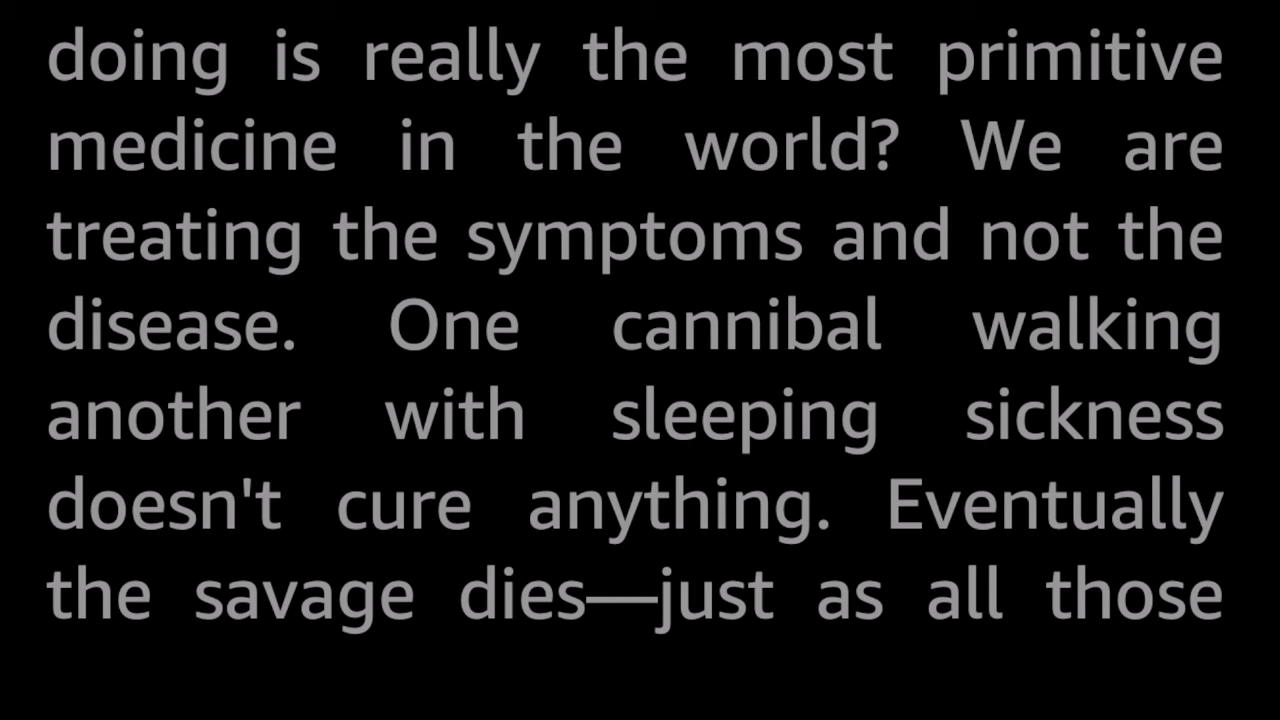 doing is really the most primitive
medicine in the world? We are
treating the symptoms and not the
disease. One cannibal walking
another with sleeping sickness
doesn't cure anything. Eventually
the savage dies—just as all those